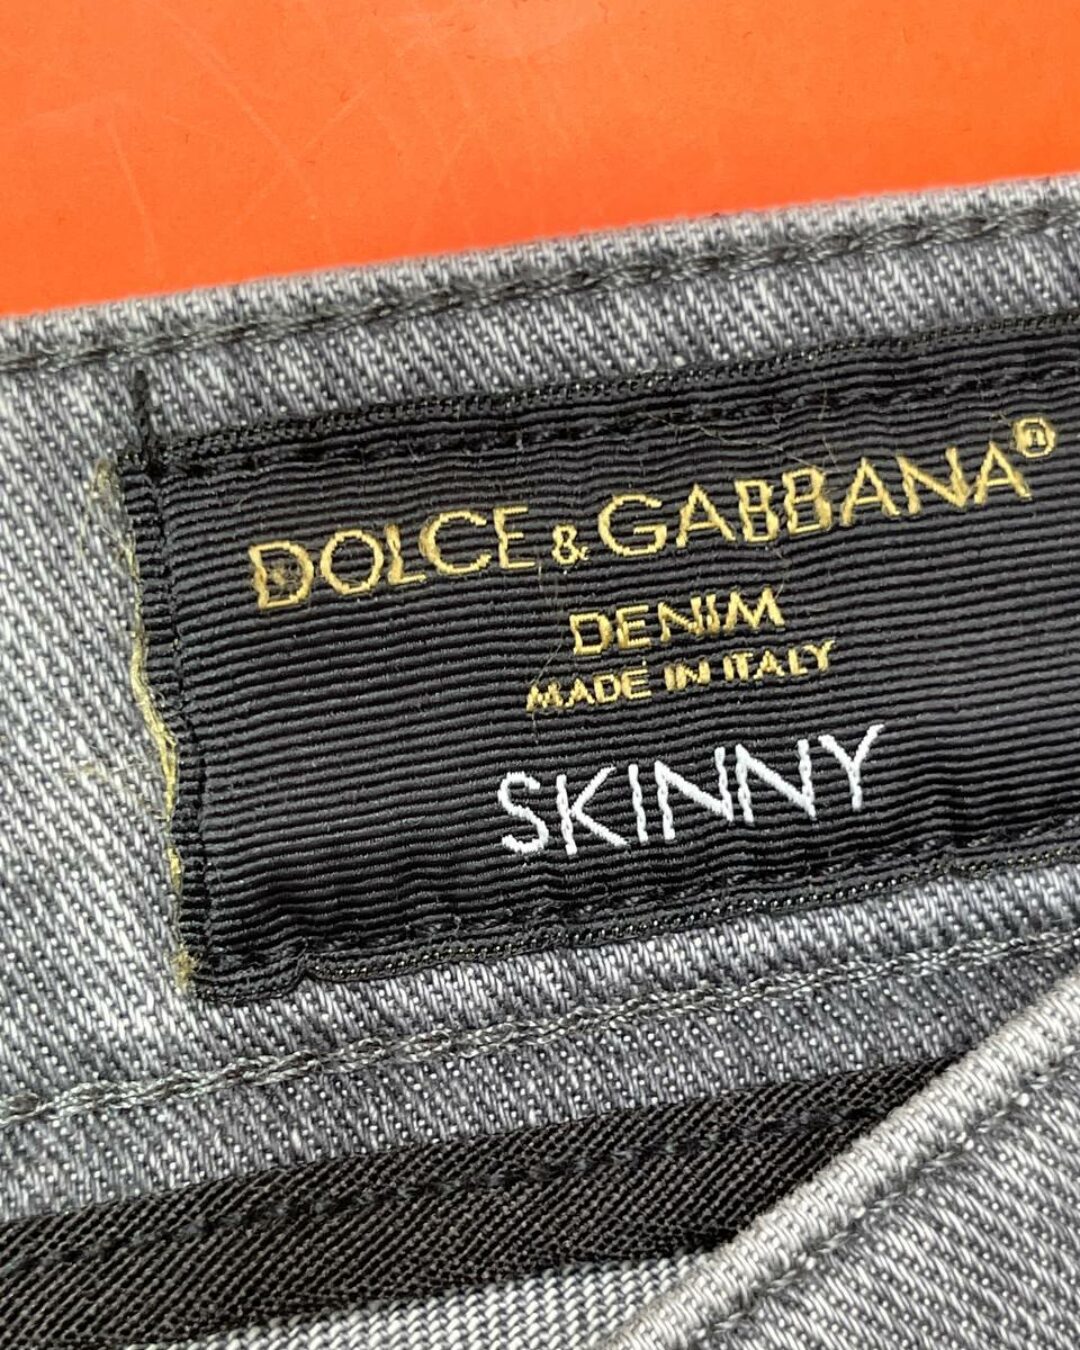 DOLCE & GABBANA®
DENIM
MADE IN ITALY
SKINNY